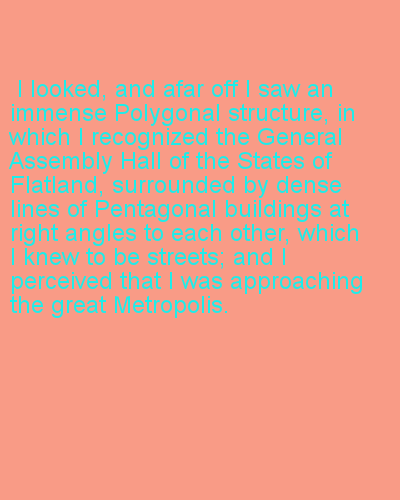 I looked, and afar off I saw an
immense Polygonal structure, in
which I recognized the General
Assembly Hall of the States of
Flatland, surrounded by dense
lines of Pentagonal buildings at
right angles to each other, which
I knew to be streets; and I
perceived that I was approaching
the great Metropolis.